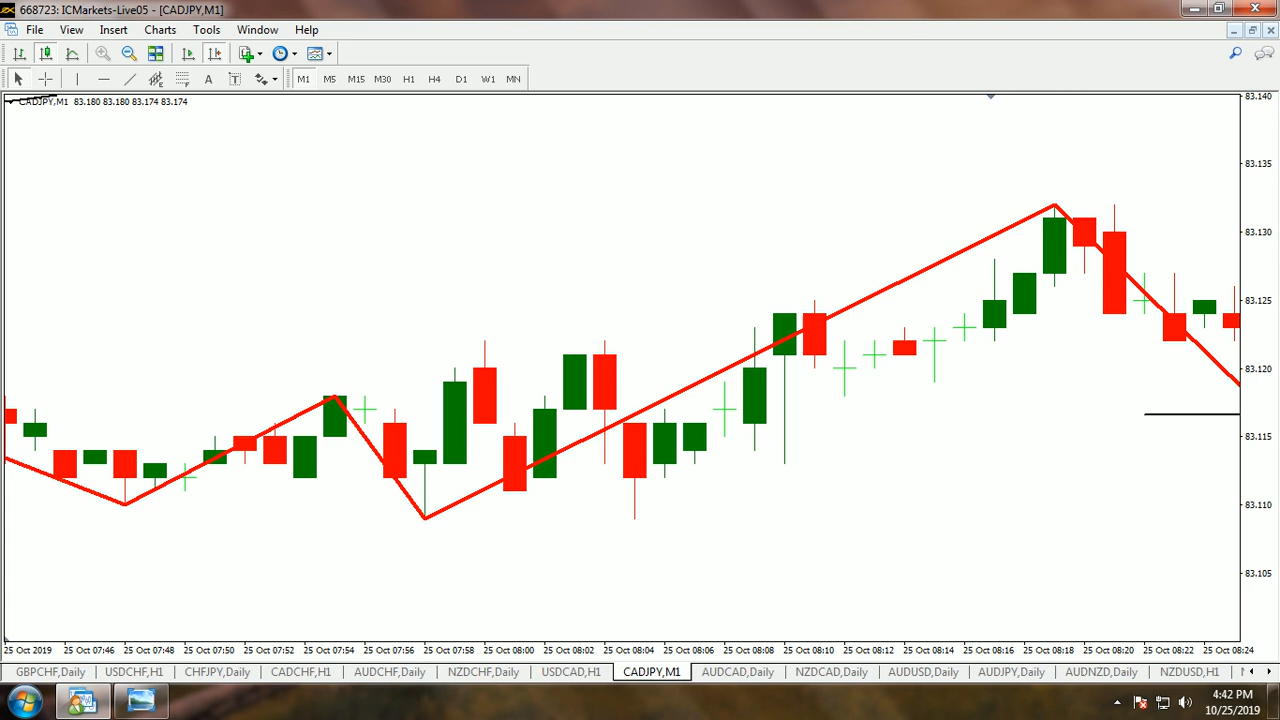 668723: ICMarkets-Live05 - [CADJPY,M1]
File View Insert Charts Tools Window Help
A T M1 M5 M15 M30 H1 H4 D1 W1 MN
CADJPY,M1 83.180 83.180 83.174 83.174
83.140
83.135
83.130
83.125
83.120
83.115
83.110
83.105
25 Oct 2019 25 Oct 07:46 25 Oct 07:48 25 Oct 07:50 25 Oct 07:52 25 Oct 07:54 25 Oct 07:56 25 Oct 07:58 25 Oct 08:00 25 Oct 08:02 25 Oct 08:04 25 Oct 08:06 25 Oct 08:08 25 Oct 08:10 25 Oct 08:12 25 Oct 08:14 25 Oct 08:16 25 Oct 08:18 25 Oct 08:20 25 Oct 08:22 25 Oct 08:24
GBPCHF,Daily USDCHF,H1 CHFJPY,Daily CADCHF,H1 AUDCHF,Daily NZDCHF,Daily USDCAD,H1 CADJPY,M1 AUDCAD,Daily NZDCAD,Daily AUDUSD,Daily AUDJPY,Daily AUDNZD,Daily NZDUSD,H1
4:42 PM
10/25/2019